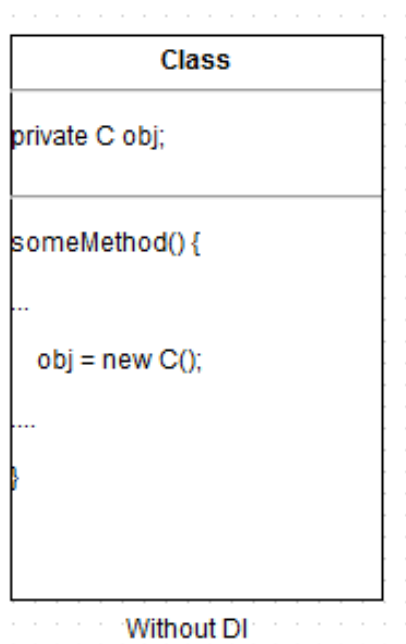 Class
private C obj;
someMethod() {
...
obj = new C();
....
}
Without DI